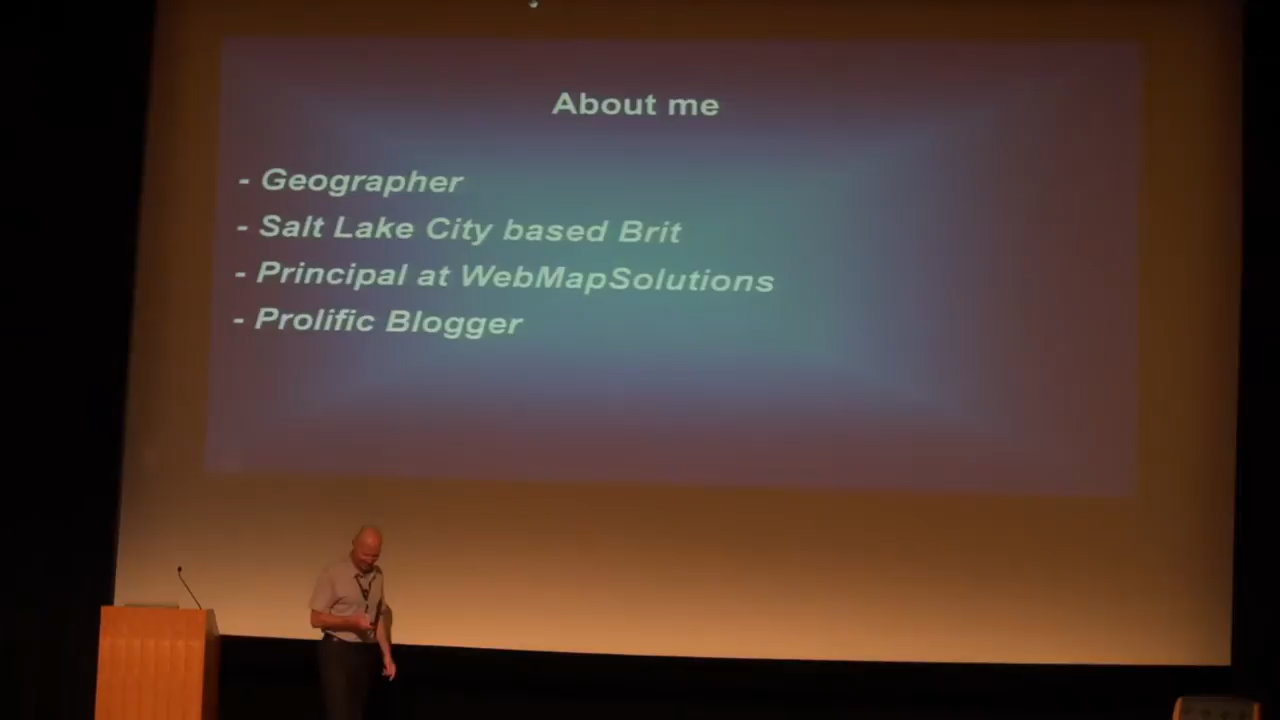 About me
- Geographer
- Salt Lake City based Brit
- Principal at WebMapSolutions
- Prolific Blogger